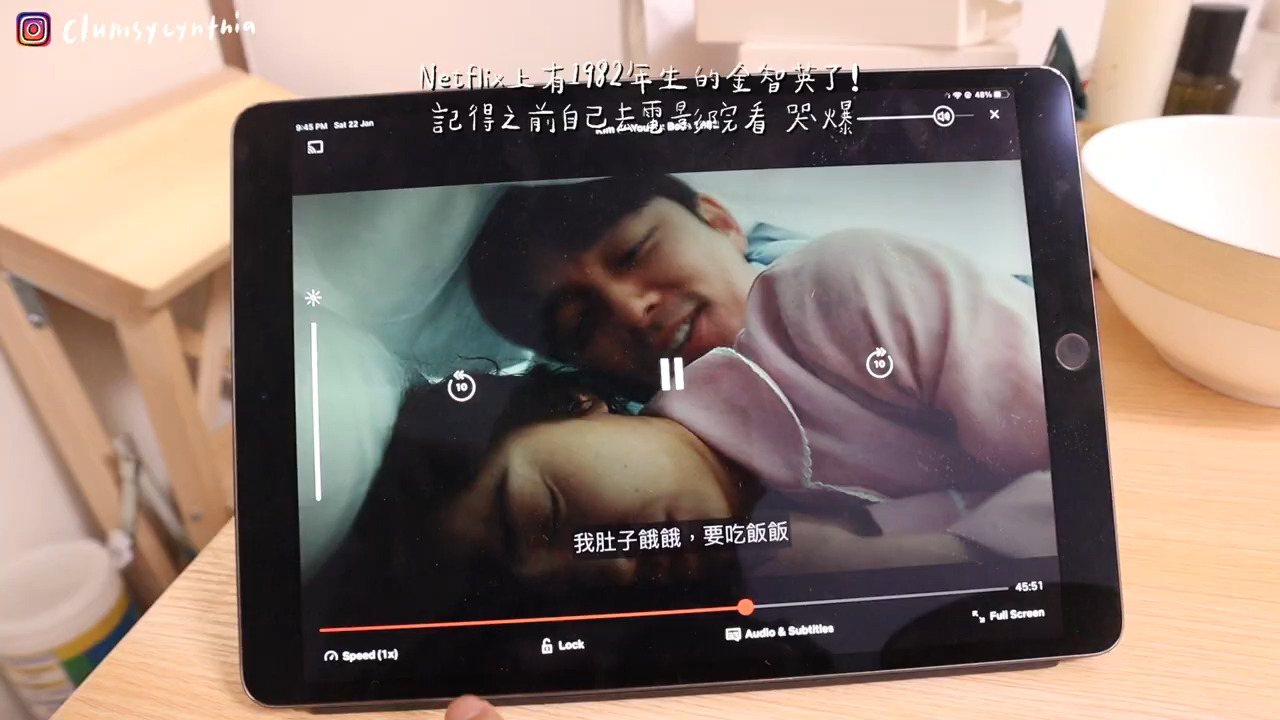 Clumsycynthia
Netflix上有1982年生的金智英了!
記得之前自己去電影院看 哭爆
9:45 PM Sat 22 Jan
48%
10
10
我肚子餓餓，要吃飯飯
45:51
Speed (1x)
Lock
Audio & Subtitles
Full Screen